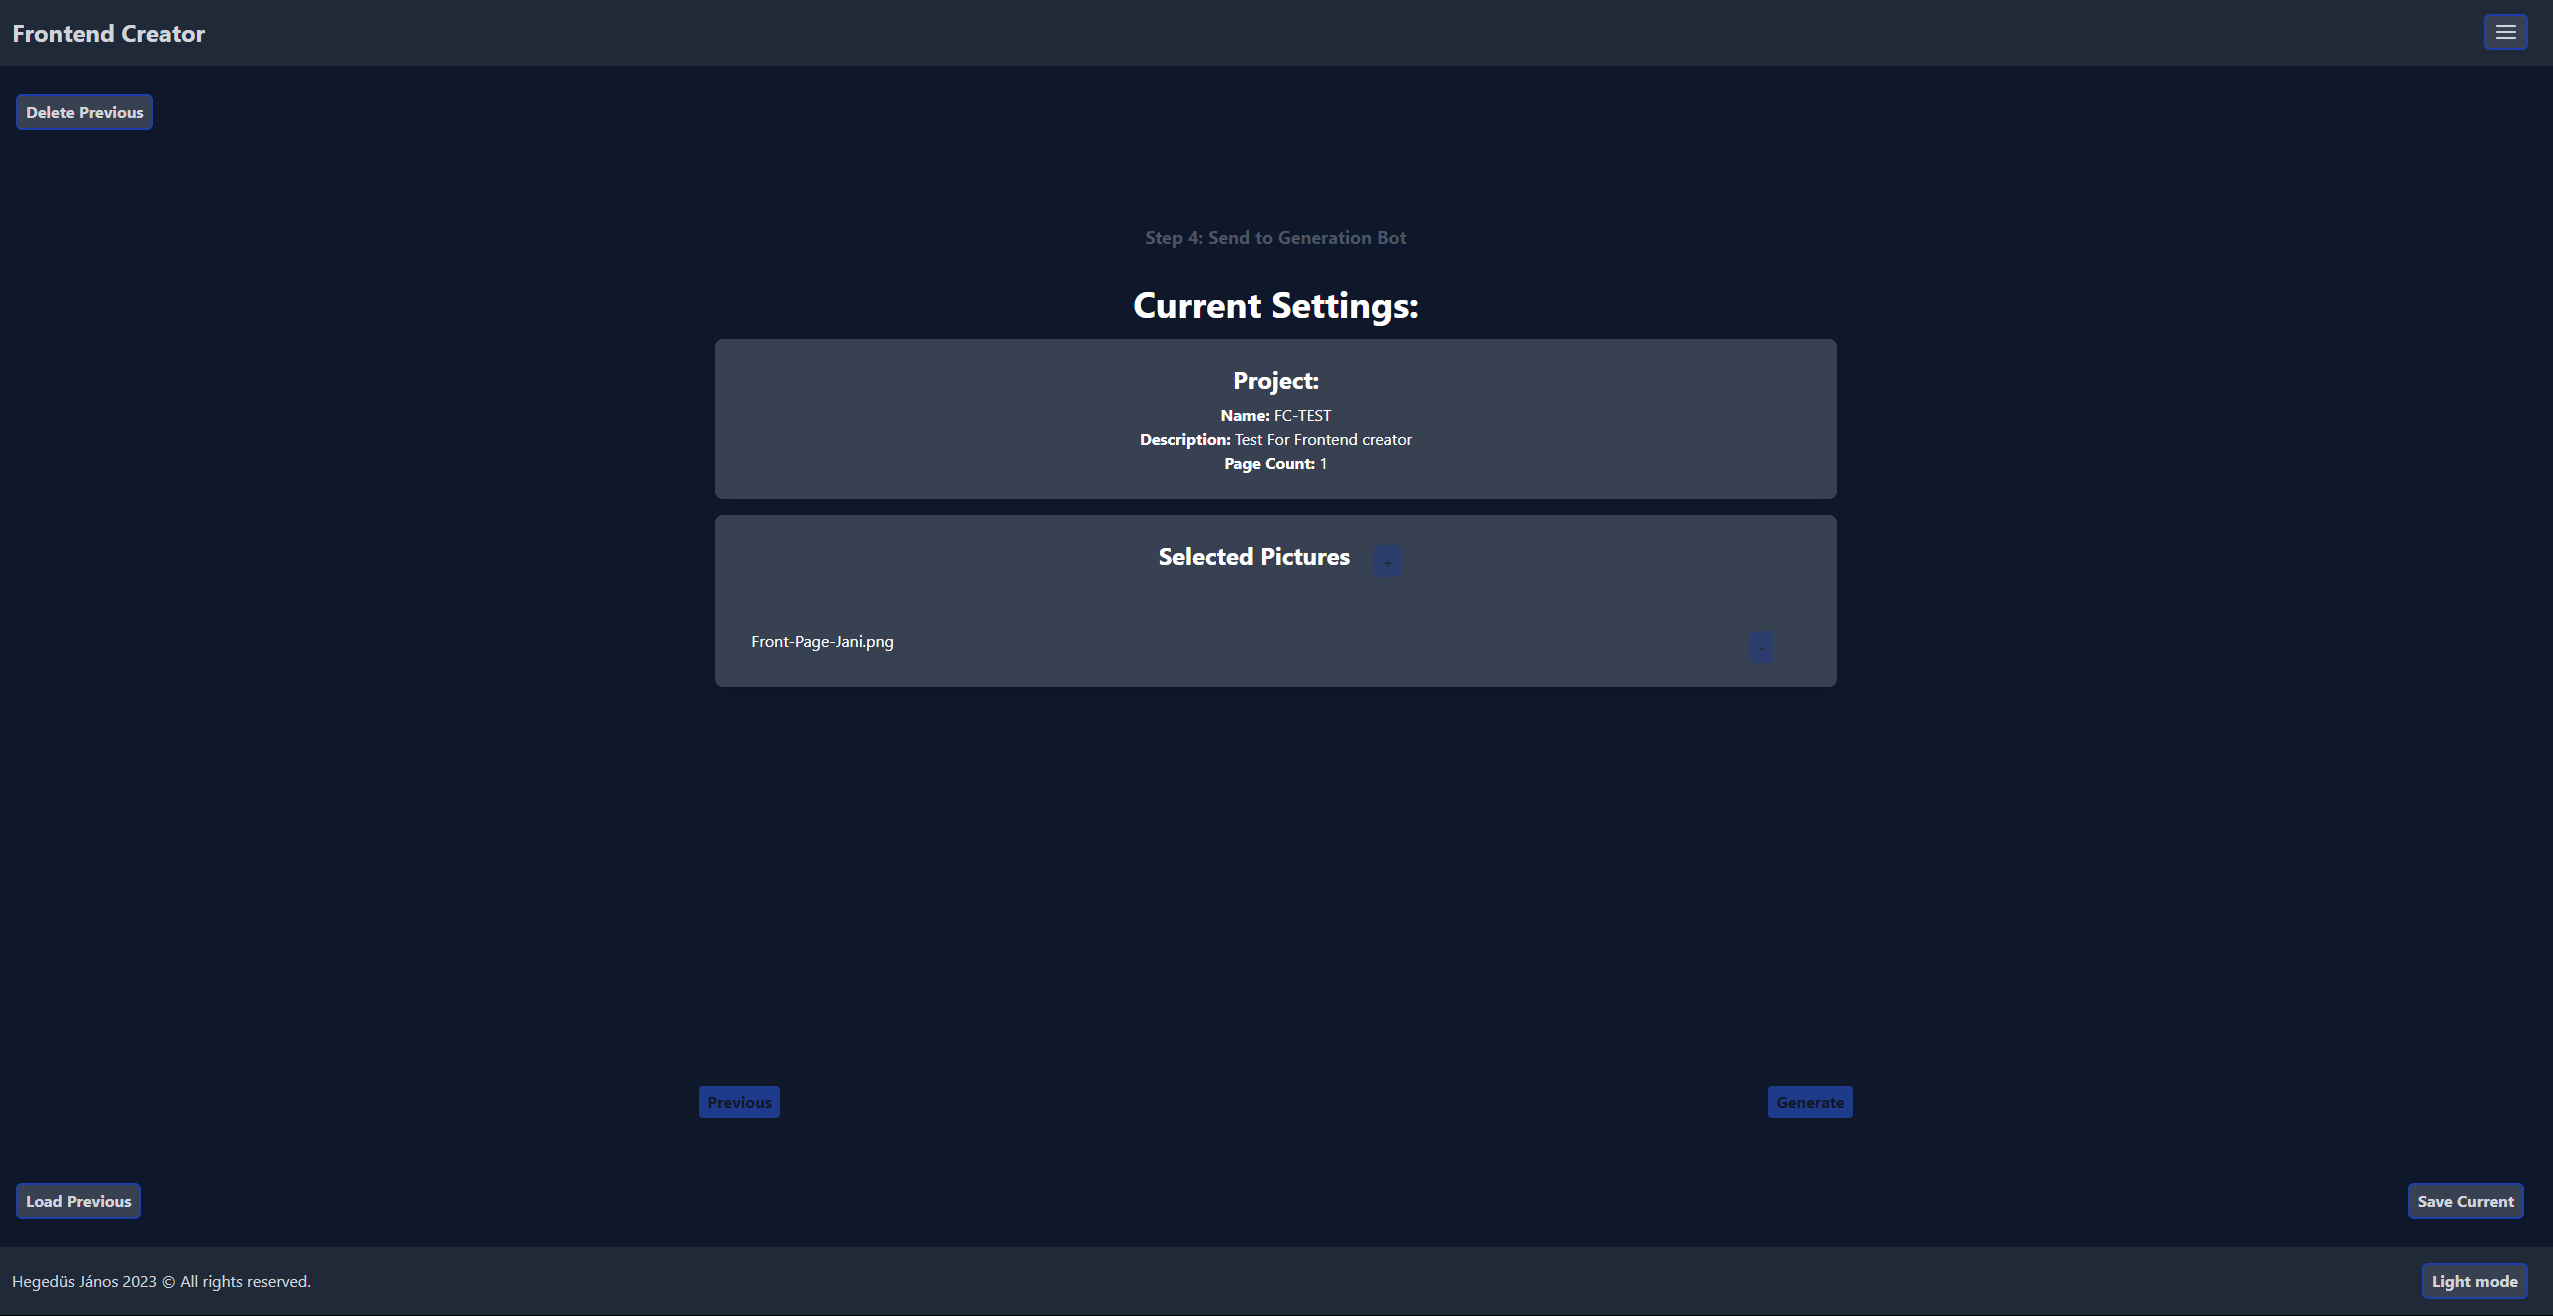 Frontend Creator
Delete Previous
Step 4: Send to Generation Bot
Current Settings:
Project:
Name: FC-TEST
Description: Test For Frontend creator
Page Count: 1
Selected Pictures +
Front-Page-Jani.png -
Previous Generate
Load Previous Save Current
Hegedüs János 2023 © All rights reserved. Light mode